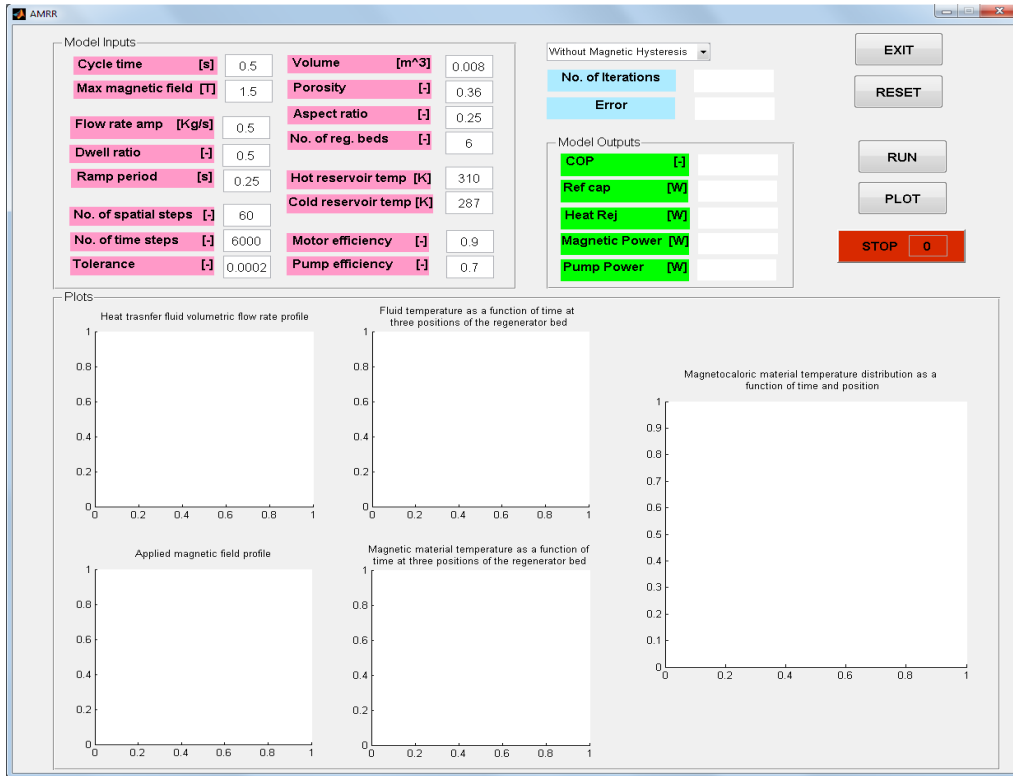 AMRR
Model Inputs
Cycle time [s] 0.5
Max magnetic field [T] 1.5
Flow rate amp [Kg/s] 0.5
Dwell ratio [-] 0.5
Ramp period [s] 0.25
No. of spatial steps [-] 60
No. of time steps [-] 6000
Tolerance [-] 0.0002
Volume [m^3] 0.008
Porosity [-] 0.36
Aspect ratio [-] 0.25
No. of reg. beds [-] 6
Hot reservoir temp [K] 310
Cold reservoir temp [K] 287
Motor efficiency [-] 0.9
Pump efficiency [-] 0.7
Without Magnetic Hysteresis
No. of Iterations
Error
Model Outputs
COP [-]
Ref cap [W]
Heat Rej [W]
Magnetic Power [W]
Pump Power [W]
EXIT
RESET
RUN
PLOT
STOP 0
Plots
Heat trasnfer fluid volumetric flow rate profile
1
0.8
0.6
0.4
0.2
0
0 0.2 0.4 0.6 0.8 1
Fluid temperature as a function of time at
three positions of the regenerator bed
1
0.8
0.6
0.4
0.2
0
0 0.2 0.4 0.6 0.8 1
Applied magnetic field profile
1
0.8
0.6
0.4
0.2
0
0 0.2 0.4 0.6 0.8 1
Magnetic material temperature as a function of
time at three positions of the regenerator bed
1
0.8
0.6
0.4
0.2
0
0 0.2 0.4 0.6 0.8 1
Magnetocaloric material temperature distribution as a
function of time and position
1
0.9
0.8
0.7
0.6
0.5
0.4
0.3
0.2
0.1
0
0 0.2 0.4 0.6 0.8 1